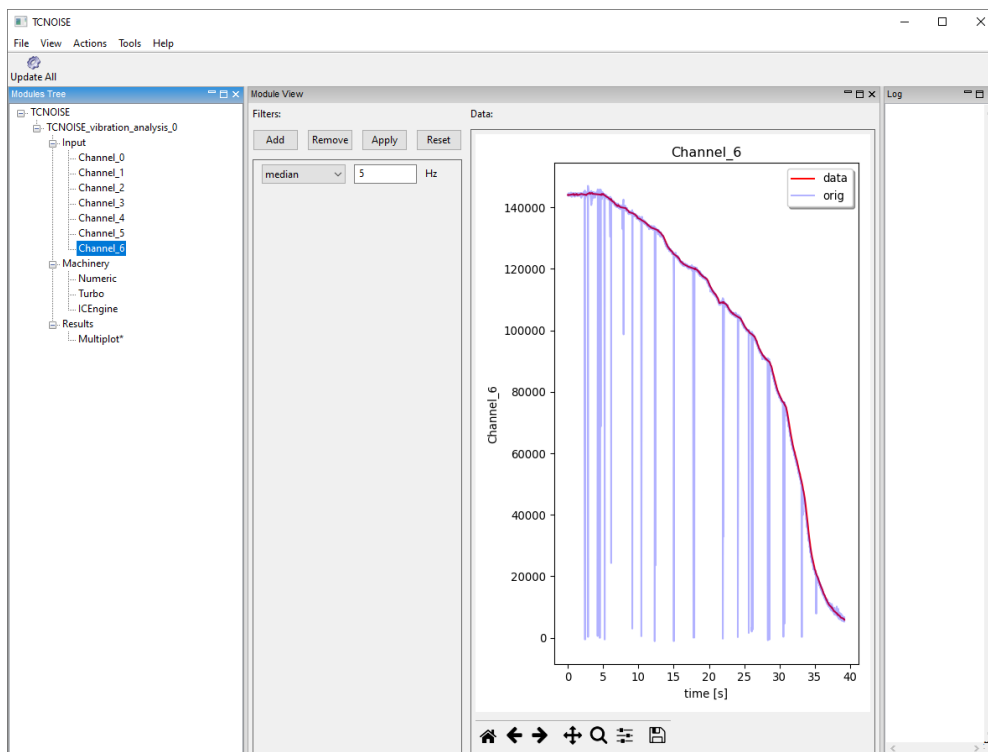 TCNOISE
File View Actions Tools Help
Update All
Modules Tree
TCNOISE
TCNOISE_vibration_analysis_0
Input
Channel_0
Channel_1
Channel_2
Channel_3
Channel_4
Channel_5
Channel_6
Machinery
Numeric
Turbo
ICEngine
Results
Multiplot*
Module View
Filters:
Add Remove Apply Reset
median 5 Hz
Data:
Channel_6
data
orig
140000
120000
100000
80000
60000
40000
20000
0
Channel_6
0 5 10 15 20 25 30 35 40
time [s]
Log